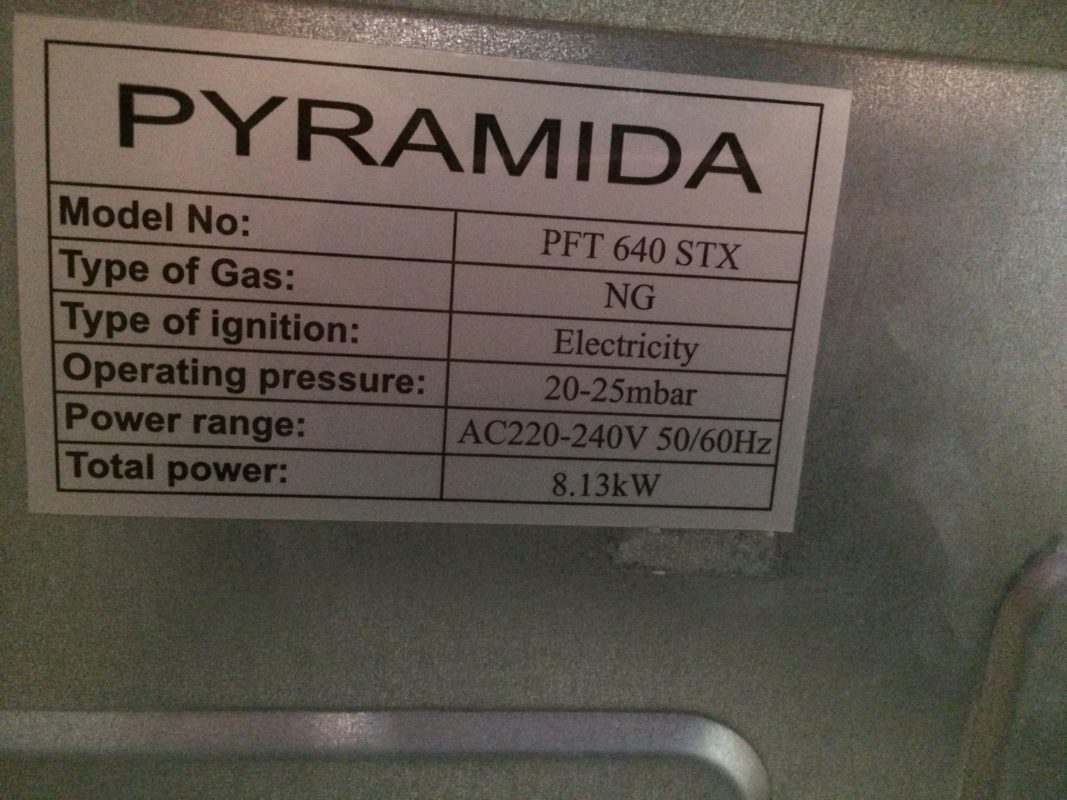 PYRAMIDA
Model No: PFT 640 STX
Type of Gas: NG
Type of ignition: Electricity
Operating pressure: 20-25mbar
Power range: AC220-240V 50/60Hz
Total power: 8.13kW